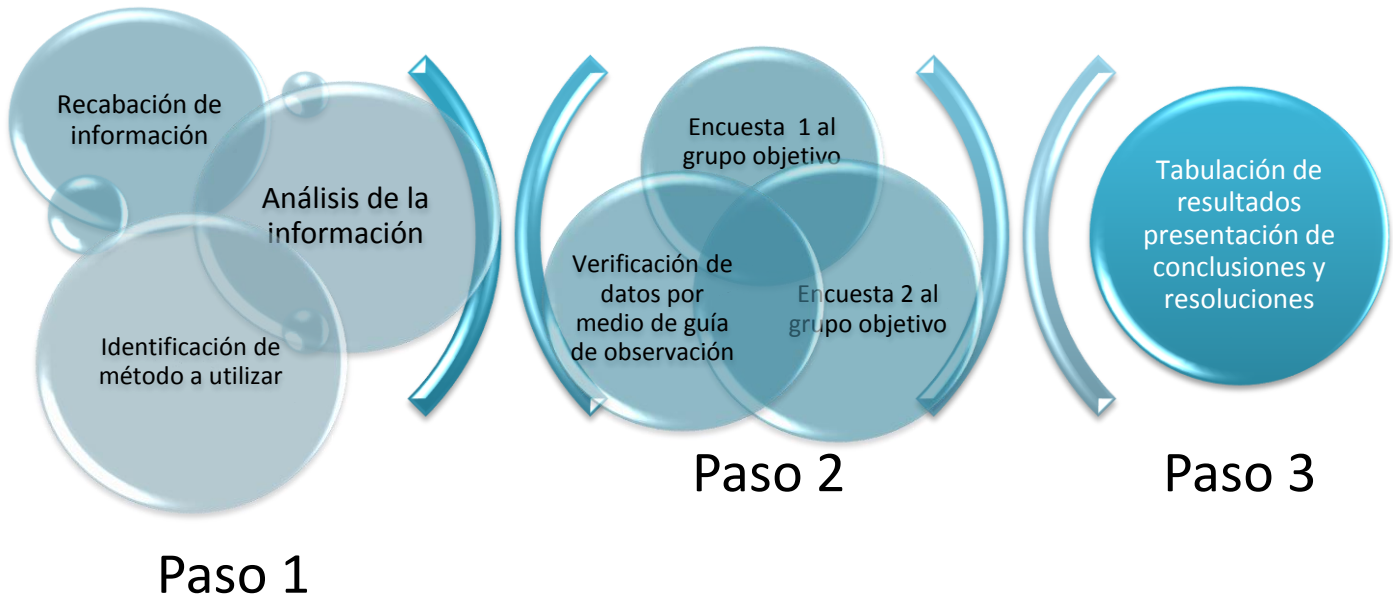 Recabación de
información
Análisis de la
información
Identificación de
método a utilizar
Paso 1
Encuesta 1 al
grupo objetivo
Verificación de
datos por
medio de guía
de observación
Encuesta 2 al
grupo objetivo
Paso 2
Tabulación de
resultados
presentación de
conclusiones y
resoluciones
Paso 3